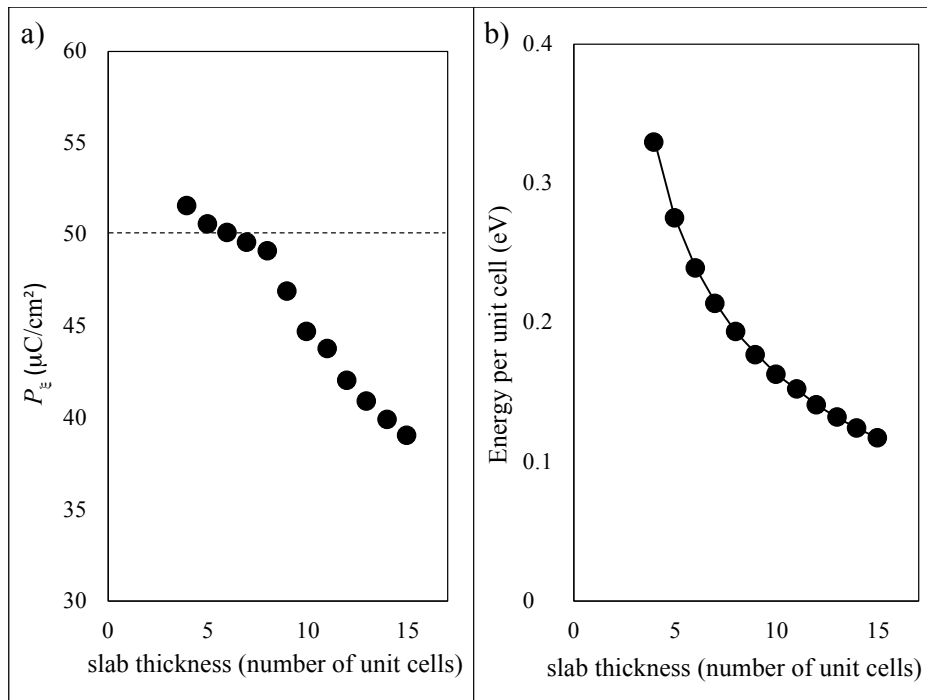 a)
P_ξ (μC/cm²)
60
55
50
45
40
35
30
0 5 10 15
slab thickness (number of unit cells)
b)
Energy per unit cell (eV)
0.4
0.3
0.2
0.1
0
0 5 10 15
slab thickness (number of unit cells)